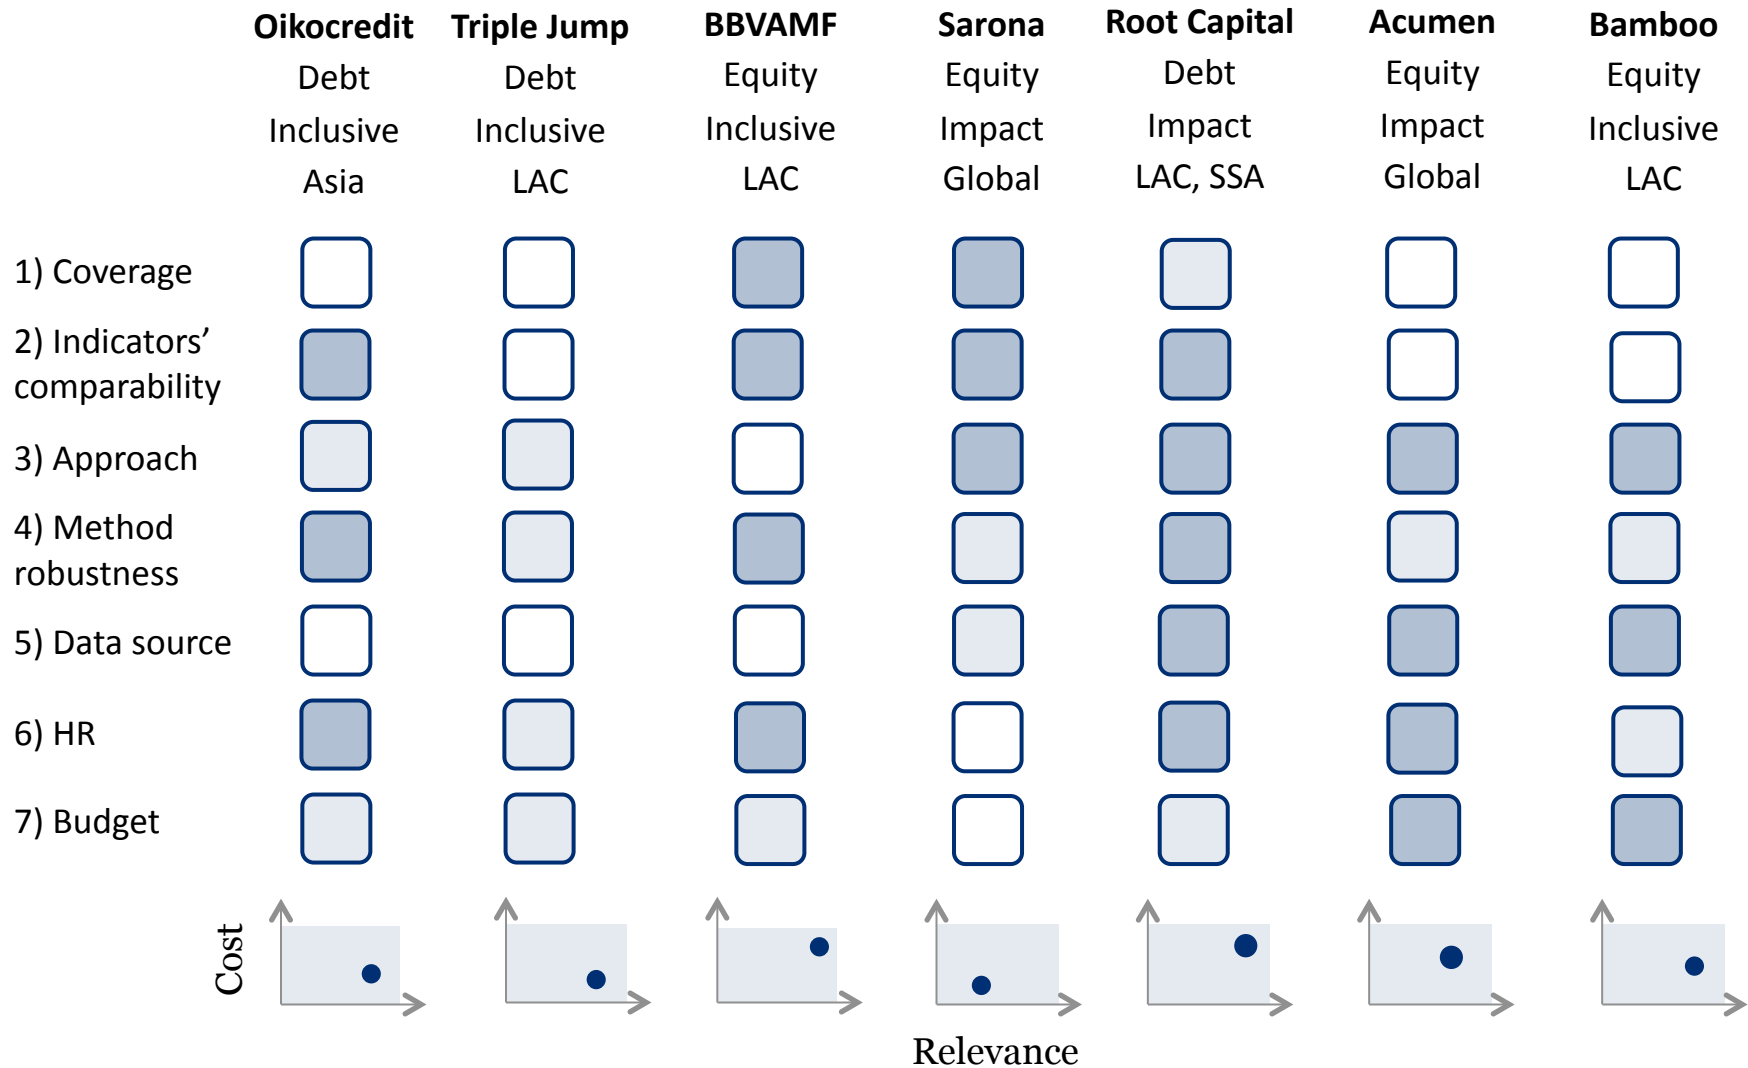 Oikocredit Triple Jump BBVAMF Sarona Root Capital Acumen Bamboo
Debt Debt Equity Equity Debt Equity Equity
Inclusive Inclusive Inclusive Impact Impact Impact Inclusive
Asia LAC LAC Global LAC, SSA Global LAC
1) Coverage
2) Indicators’
comparability
3) Approach
4) Method
robustness
5) Data source
6) HR
7) Budget
Cost
Relevance